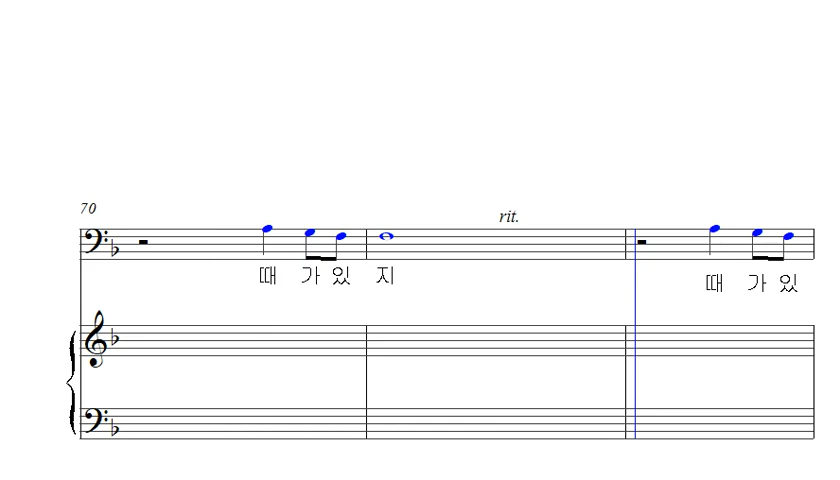 70
rit.
때 가 있 지
때 가 있